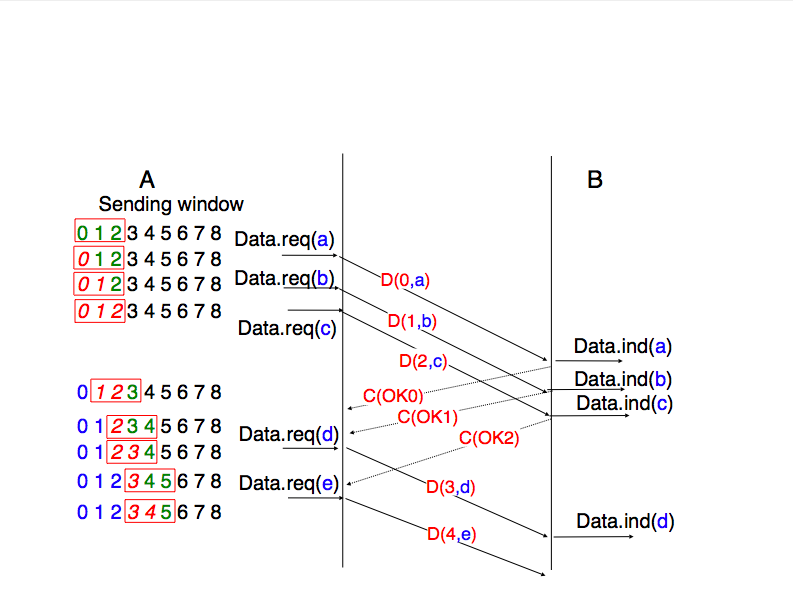 A
B
Sending window
0 1 2 3 4 5 6 7 8
Data.req(a)
0 1 2 3 4 5 6 7 8
0 1 2 3 4 5 6 7 8
Data.req(b)
D(0,a)
0 1 2 3 4 5 6 7 8
Data.req(c)
D(1,b)
Data.ind(a)
D(2,c)
Data.ind(b)
0 1 2 3 4 5 6 7 8
C(OK0)
Data.ind(c)
C(OK1)
0 1 2 3 4 5 6 7 8
Data.req(d)
C(OK2)
0 1 2 3 4 5 6 7 8
0 1 2 3 4 5 6 7 8
Data.req(e)
D(3,d)
0 1 2 3 4 5 6 7 8
Data.ind(d)
D(4,e)